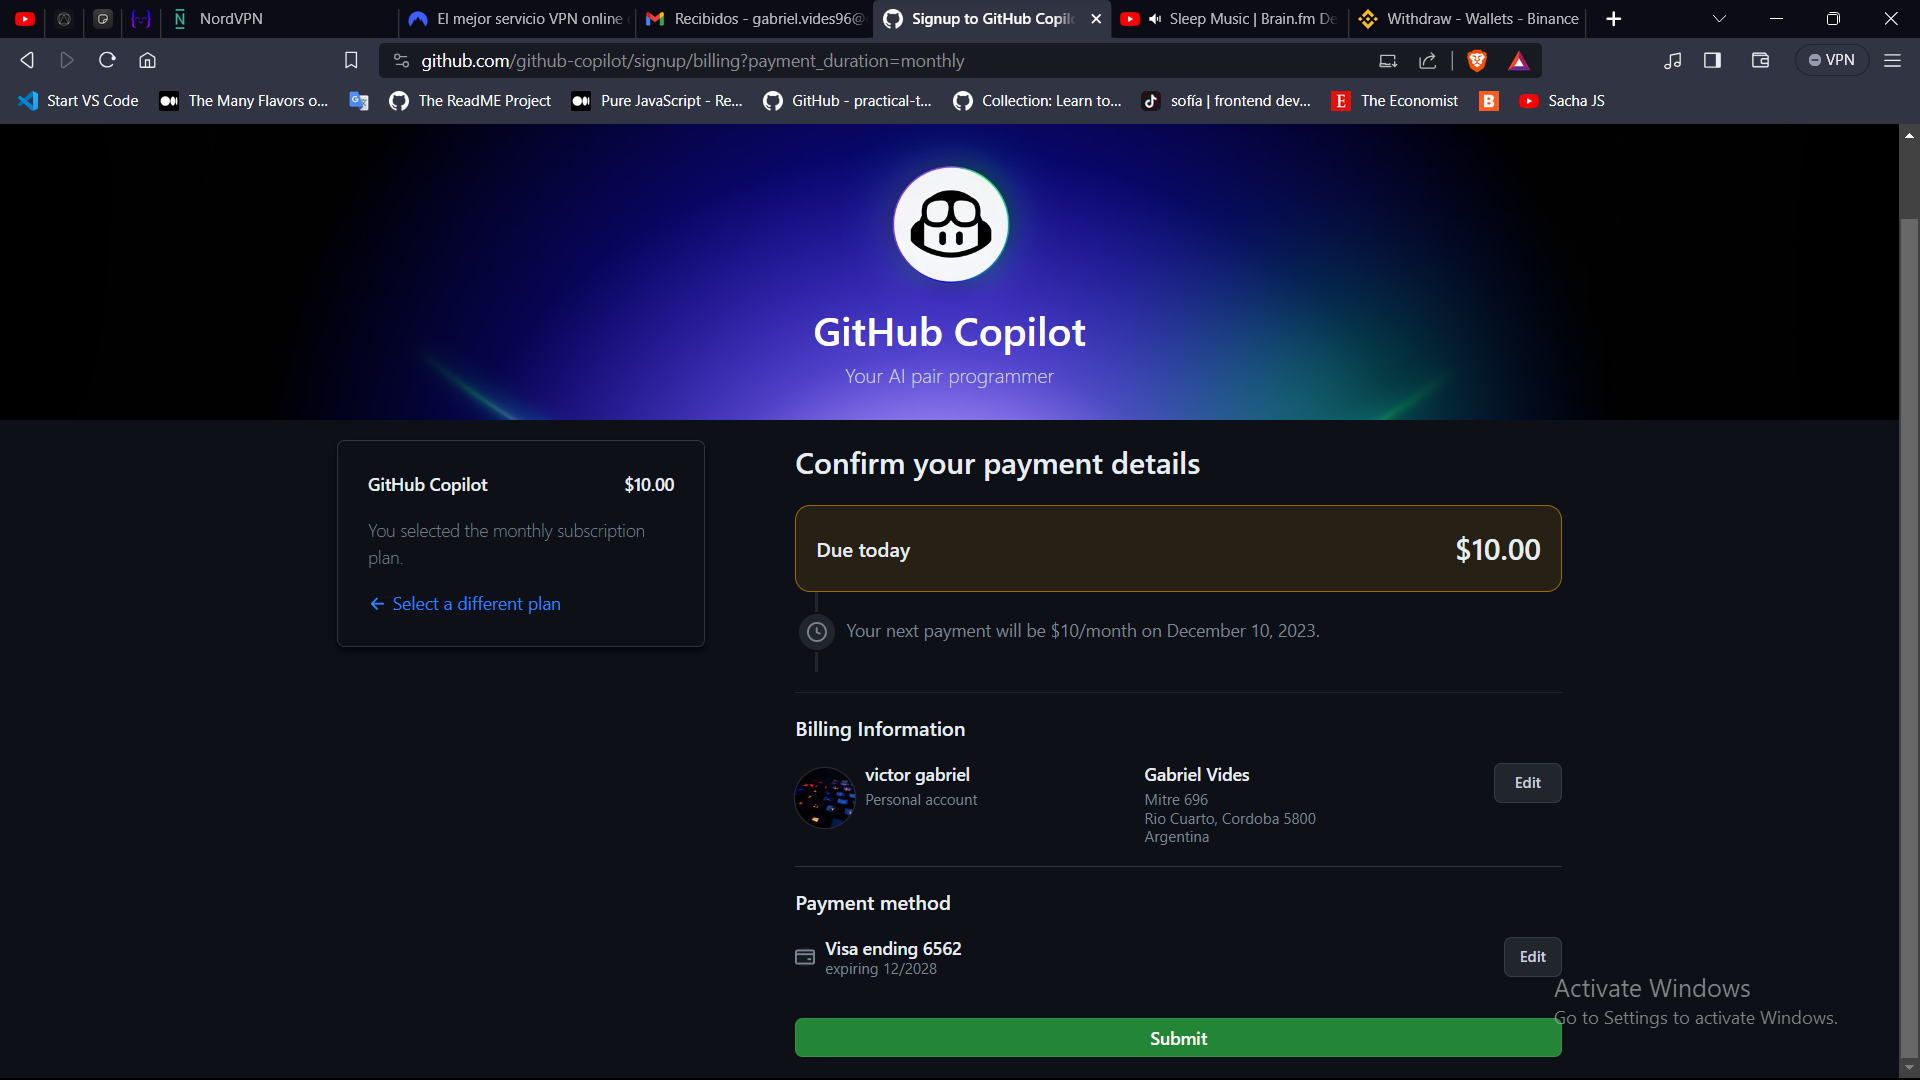 NordVPN
El mejor servicio VPN online
Recibidos - gabriel.vides96@
Signup to GitHub Copil
Sleep Music | Brain.fm De
Withdraw - Wallets - Binance
github.com/github-copilot/signup/billing?payment_duration=monthly
VPN
Start VS Code
The Many Flavors o...
The ReadME Project
Pure JavaScript - Re...
GitHub - practical-t...
Collection: Learn to...
sofía | frontend dev...
The Economist
Sacha JS
GitHub Copilot
Your AI pair programmer
GitHub Copilot $10.00
You selected the monthly subscription
plan.
← Select a different plan
Confirm your payment details
Due today $10.00
Your next payment will be $10/month on December 10, 2023.
Billing Information
victor gabriel
Personal account
Gabriel Vides
Mitre 696
Rio Cuarto, Cordoba 5800
Argentina
Edit
Payment method
Visa ending 6562
expiring 12/2028
Edit
Submit
Activate Windows
Go to Settings to activate Windows.